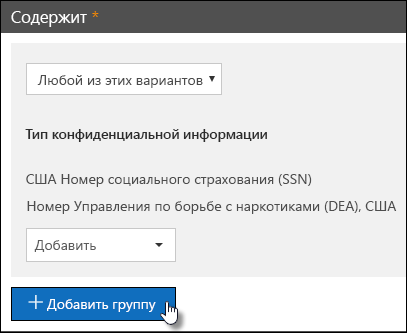 Содержит *
Любой из этих вариантов
Тип конфиденциальной информации
США Номер социального страхования (SSN)
Номер Управления по борьбе с наркотиками (DEA), США
Добавить
+ Добавить группу